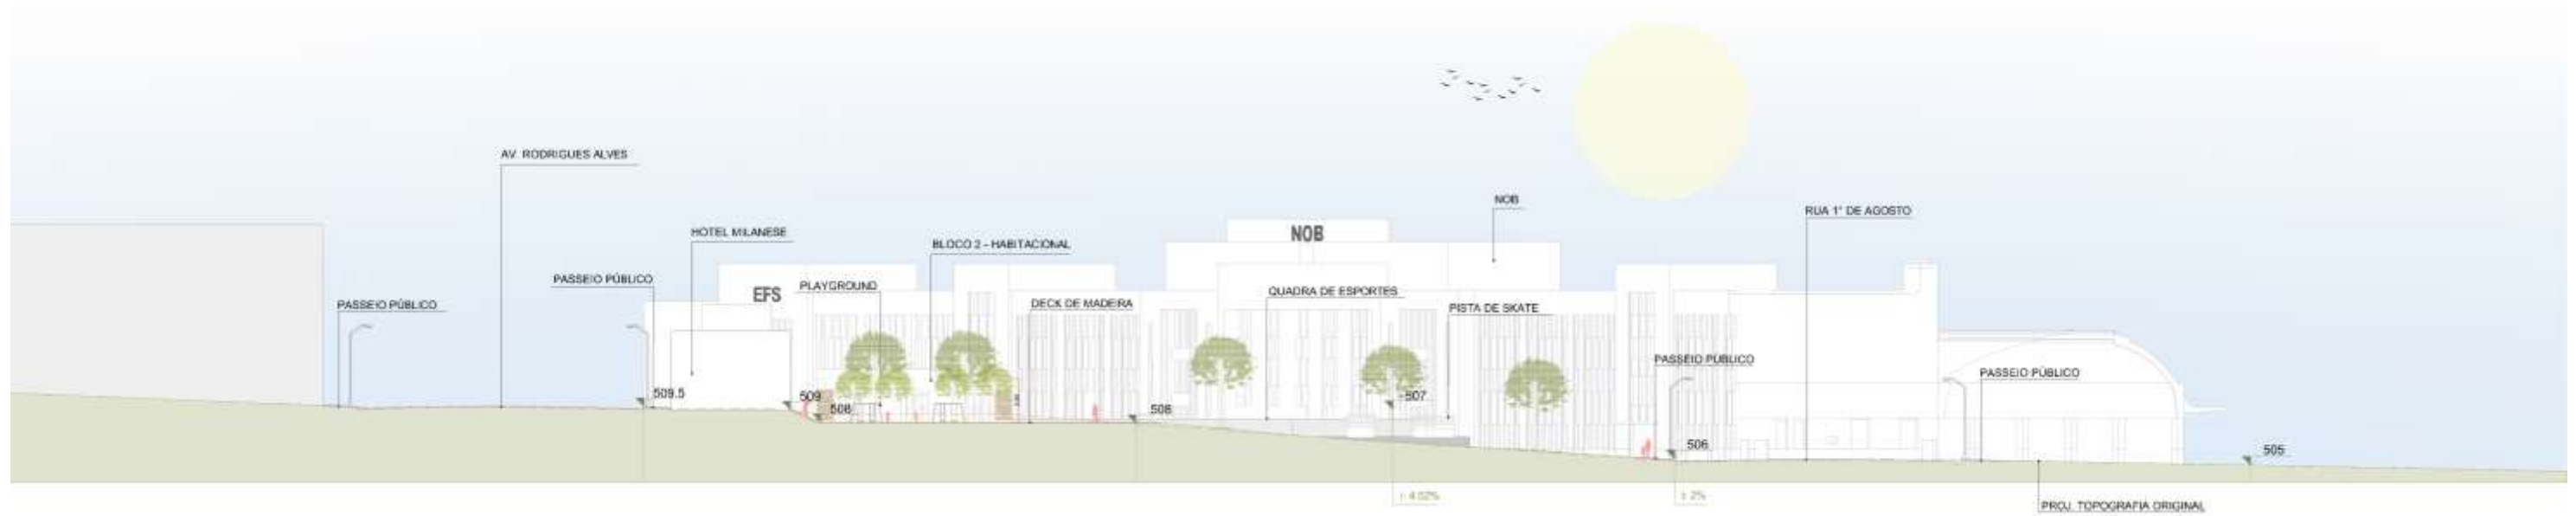 AV. RODRIGUES ALVES
NOB
RUA 1° DE AGOSTO
HOTEL MILANESE
NOB
BLOCO 2 - HABITACIONAL
PASSEIO PÚBLICO
PLAYGROUND
EFS
QUADRA DE ESPORTES
PASSEIO PÚBLICO
DECK DE MADEIRA
PISTA DE SKATE
PASSEIO PÚBLICO
PASSEIO PÚBLICO
509.5
509
508
508
507
506
505
± 2%
PROJ. TOPOGRAFIA ORIGINAL